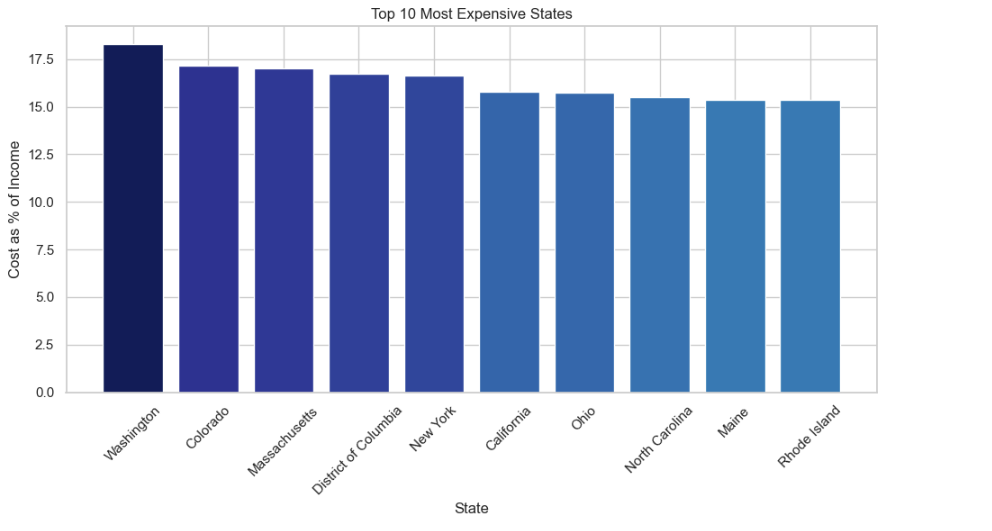 Top 10 Most Expensive States
Cost as % of Income
17.5
15.0
12.5
10.0
7.5
5.0
2.5
0.0
Washington
Colorado
Massachusetts
District of Columbia
New York
California
Ohio
North Carolina
Maine
Rhode Island
State